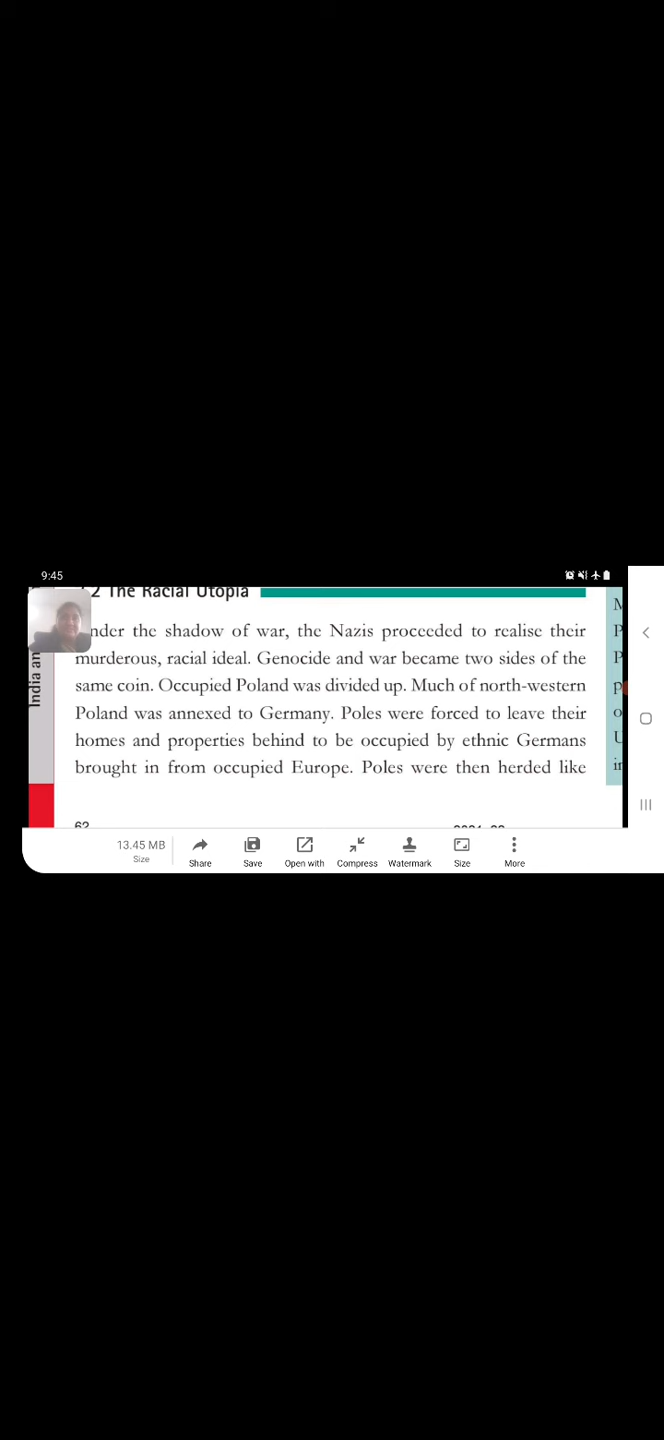 9:45
.2 The Racial Utopia
nder the shadow of war, the Nazis proceeded to realise their
murderous, racial ideal. Genocide and war became two sides of the
same coin. Occupied Poland was divided up. Much of north-western
Poland was annexed to Germany. Poles were forced to leave their
homes and properties behind to be occupied by ethnic Germans
brought in from occupied Europe. Poles were then herded like
India an
M
P
P
p
o
U
in
62
13.45 MB
Size
Share
Save
Open with
Compress
Watermark
Size
More